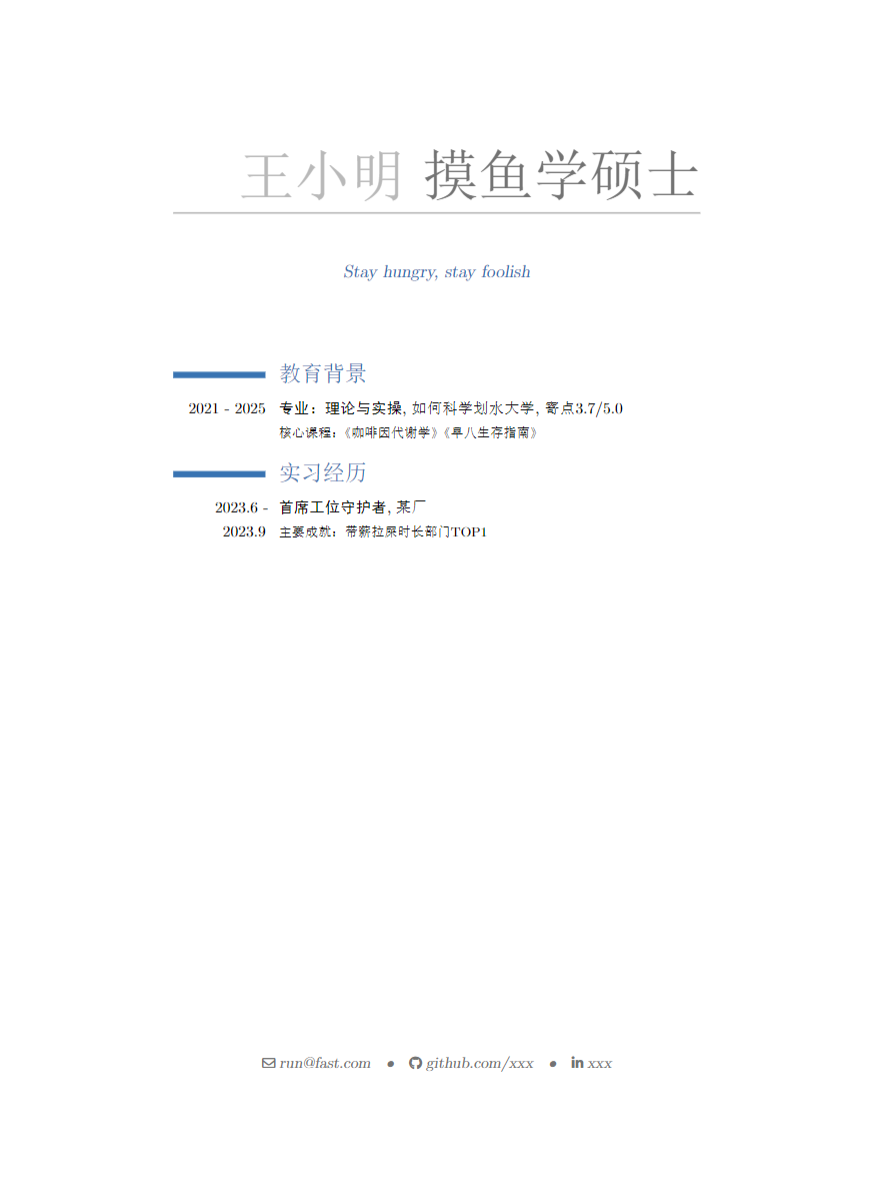 王小明 摸鱼学硕士
Stay hungry, stay foolish
教育背景
2021 - 2025 专业：理论与实操, 如何科学划水大学, 寄点3.7/5.0
核心课程：《咖啡因代谢学》《早八生存指南》
实习经历
2023.6 - 首席工位守护者, 某厂
2023.9 主要成就：带薪拉屎时长部门TOP1
run@fast.com • github.com/xxx • in xxx